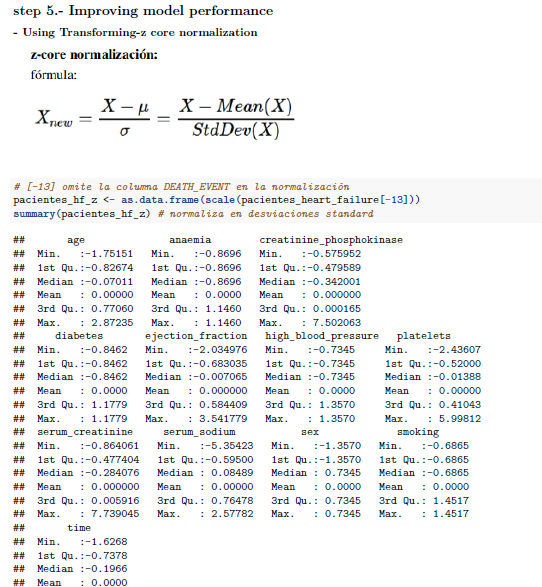 step 5.- Improving model performance
- Using Transforming-z core normalization
z-core normalización:
fórmula:
X_new = (X − μ) / σ = (X − Mean(X)) / StdDev(X)
# [-13] omite la columna DEATH_EVENT en la normalización
pacientes_hf_z <- as.data.frame(scale(pacientes_heart_failure[-13]))
summary(pacientes_hf_z) # normaliza en desviaciones standard
## age anaemia creatinine_phosphokinase
## Min. :-1.75151 Min. :-0.8696 Min. :-0.575952
## 1st Qu.:-0.82674 1st Qu.:-0.8696 1st Qu.:-0.479589
## Median :-0.07011 Median :-0.8696 Median :-0.342001
## Mean : 0.00000 Mean : 0.0000 Mean : 0.000000
## 3rd Qu.: 0.77060 3rd Qu.: 1.1460 3rd Qu.: 0.000165
## Max. : 2.87235 Max. : 1.1460 Max. : 7.502063
## diabetes ejection_fraction high_blood_pressure platelets
## Min. :-0.8462 Min. :-2.034976 Min. :-0.7345 Min. :-2.43607
## 1st Qu.:-0.8462 1st Qu.:-0.683035 1st Qu.:-0.7345 1st Qu.:-0.52000
## Median :-0.8462 Median :-0.007065 Median :-0.7345 Median :-0.01388
## Mean : 0.0000 Mean : 0.000000 Mean : 0.0000 Mean : 0.00000
## 3rd Qu.: 1.1779 3rd Qu.: 0.584409 3rd Qu.: 1.3570 3rd Qu.: 0.41043
## Max. : 1.1779 Max. : 3.541779 Max. : 1.3570 Max. : 5.99812
## serum_creatinine serum_sodium sex smoking
## Min. :-0.864061 Min. :-5.35423 Min. :-1.3570 Min. :-0.6865
## 1st Qu.:-0.477404 1st Qu.:-0.59500 1st Qu.:-1.3570 1st Qu.:-0.6865
## Median :-0.284076 Median : 0.08489 Median : 0.7345 Median :-0.6865
## Mean : 0.000000 Mean : 0.00000 Mean : 0.0000 Mean : 0.0000
## 3rd Qu.: 0.005916 3rd Qu.: 0.76478 3rd Qu.: 0.7345 3rd Qu.: 1.4517
## Max. : 7.739045 Max. : 2.57782 Max. : 0.7345 Max. : 1.4517
## time
## Min. :-1.6268
## 1st Qu.:-0.7378
## Median :-0.1966
## Mean : 0.0000